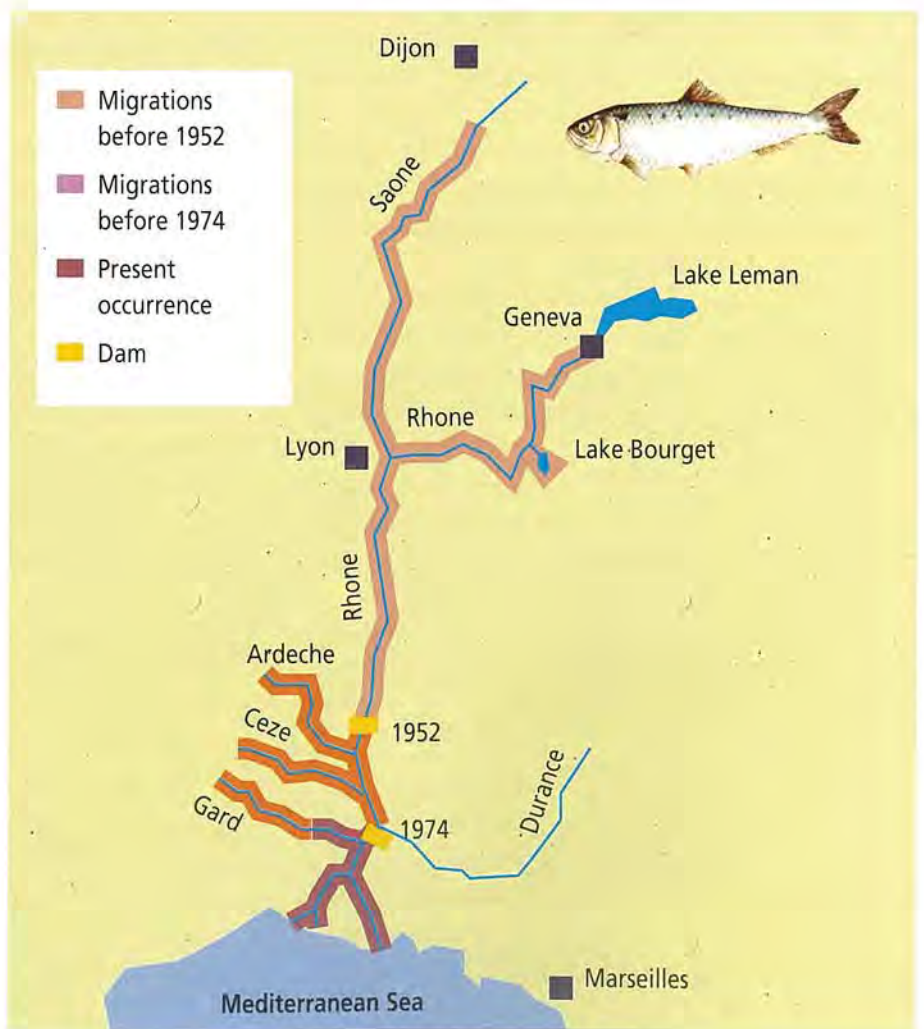 Dijon
Migrations
before 1952
Migrations
before 1974
Present
occurrence
Dam
Saone
Lake Leman
Geneva
Rhone
Lyon
Lake Bourget
Rhone
Ardeche
Ceze
1952
Gard
1974
Durance
Marseilles
Mediterranean Sea